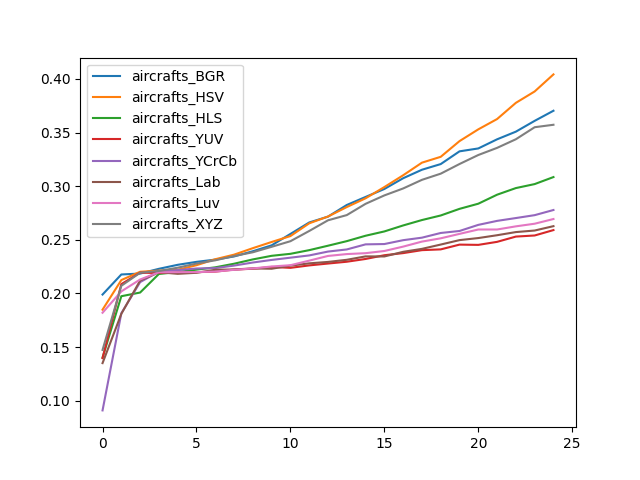 0.40
0.35
0.30
0.25
0.20
0.15
0.10
aircrafts_BGR
aircrafts_HSV
aircrafts_HLS
aircrafts_YUV
aircrafts_YCrCb
aircrafts_Lab
aircrafts_Luv
aircrafts_XYZ
0 5 10 15 20 25